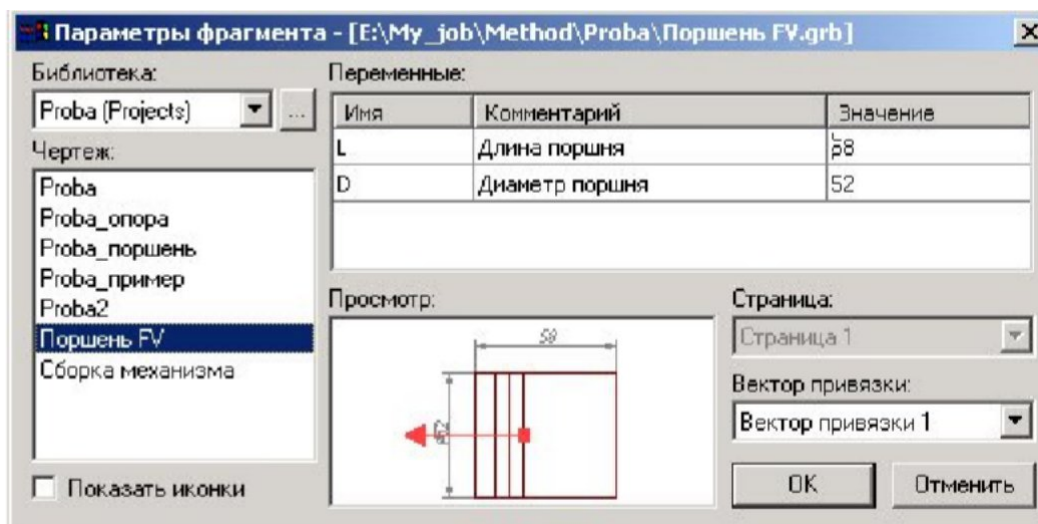 Параметры фрагмента - [E:\My_job\Method\Proba\Поршень FV.grb]
Библиотека:
Proba (Projects)
...
Чертеж:
Proba
Proba_опора
Proba_поршень
Proba_пример
Proba2
Поршень FV
Сборка механизма
Показать иконки
Переменные:
Имя Комментарий Значение
L Длина поршня 58
D Диаметр поршня 52
Просмотр:
58
Страница:
Страница 1
Вектор привязки:
Вектор привязки 1
OK Отменить